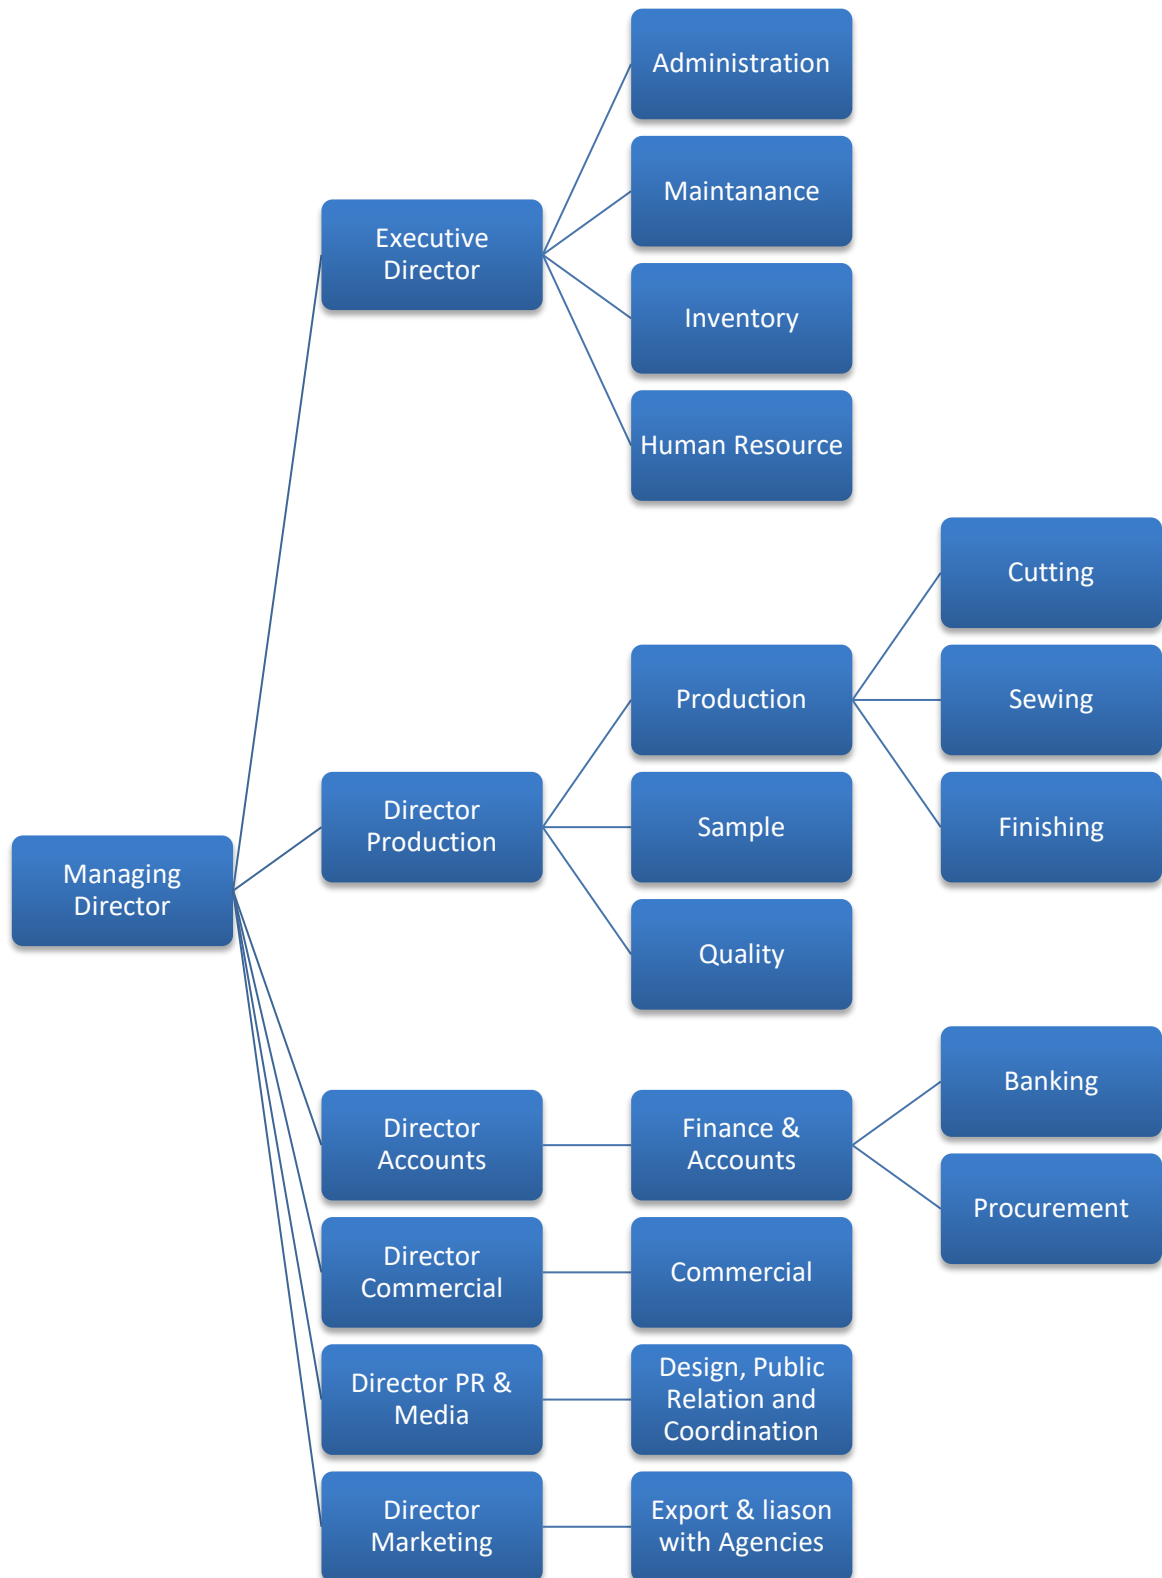 Managing
Director
Executive
Director
Administration
Maintanance
Inventory
Human Resource
Director
Production
Production
Cutting
Sewing
Finishing
Sample
Quality
Director
Accounts
Finance &
Accounts
Banking
Procurement
Director
Commercial
Commercial
Director PR &
Media
Design, Public
Relation and
Coordination
Director
Marketing
Export & liason
with Agencies